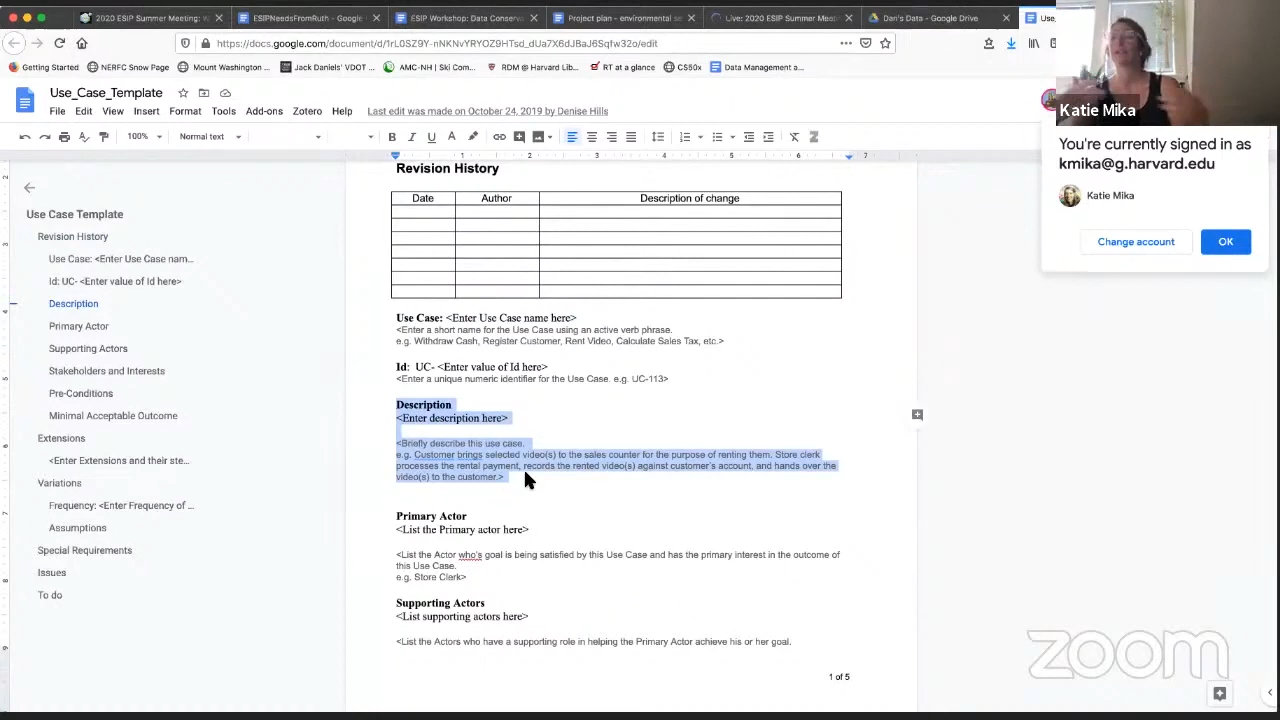 2020 ESIP Summer Meeting: W
ESIPNeedsFromRuth - Google
ESIP Workshop: Data Conserva
Project plan - environmental se
Live: 2020 ESIP Summer Meet
Dan's Data - Google Drive
Use_
https://docs.google.com/document/d/1rL0SZ9Y-nNKNvYRYOZ9HTsd_dUa7X6dJBaJ6Sqfw32o/edit
Getting Started
NERFC Snow Page
Mount Washington...
Jack Daniels' VDOT ...
AMC-NH | Ski Com...
RDM @ Harvard Lib...
RT at a glance
CS50x
Data Management a...
Katie Mika
Use_Case_Template
File Edit View Insert Format Tools Add-ons Zotero Help Last edit was made on October 24, 2019 by Denise Hills
100% Normal text B I U A
You're currently signed in as
kmika@g.harvard.edu
Katie Mika
Change account OK
1 2 3 4 5 6 7
Use Case Template
Revision History
Use Case: <Enter Use Case nam...
Id: UC- <Enter value of Id here>
Description
Primary Actor
Supporting Actors
Stakeholders and Interests
Pre-Conditions
Minimal Acceptable Outcome
Extensions
<Enter Extensions and their ste...
Variations
Frequency: <Enter Frequency of ...
Assumptions
Special Requirements
Issues
To do
Revision History
Date Author Description of change
Use Case: <Enter Use Case name here>
<Enter a short name for the Use Case using an active verb phrase.
e.g. Withdraw Cash, Register Customer, Rent Video, Calculate Sales Tax, etc.>
Id: UC- <Enter value of Id here>
<Enter a unique numeric identifier for the Use Case. e.g. UC-113>
Description
<Enter description here>
<Briefly describe this use case.
e.g. Customer brings selected video(s) to the sales counter for the purpose of renting them. Store clerk
processes the rental payment, records the rented video(s) against customer's account, and hands over the
video(s) to the customer.>
Primary Actor
<List the Primary actor here>
<List the Actor who's goal is being satisfied by this Use Case and has the primary interest in the outcome of
this Use Case.
e.g. Store Clerk>
Supporting Actors
<List supporting actors here>
<List the Actors who have a supporting role in helping the Primary Actor achieve his or her goal.
1 of 5
zoom